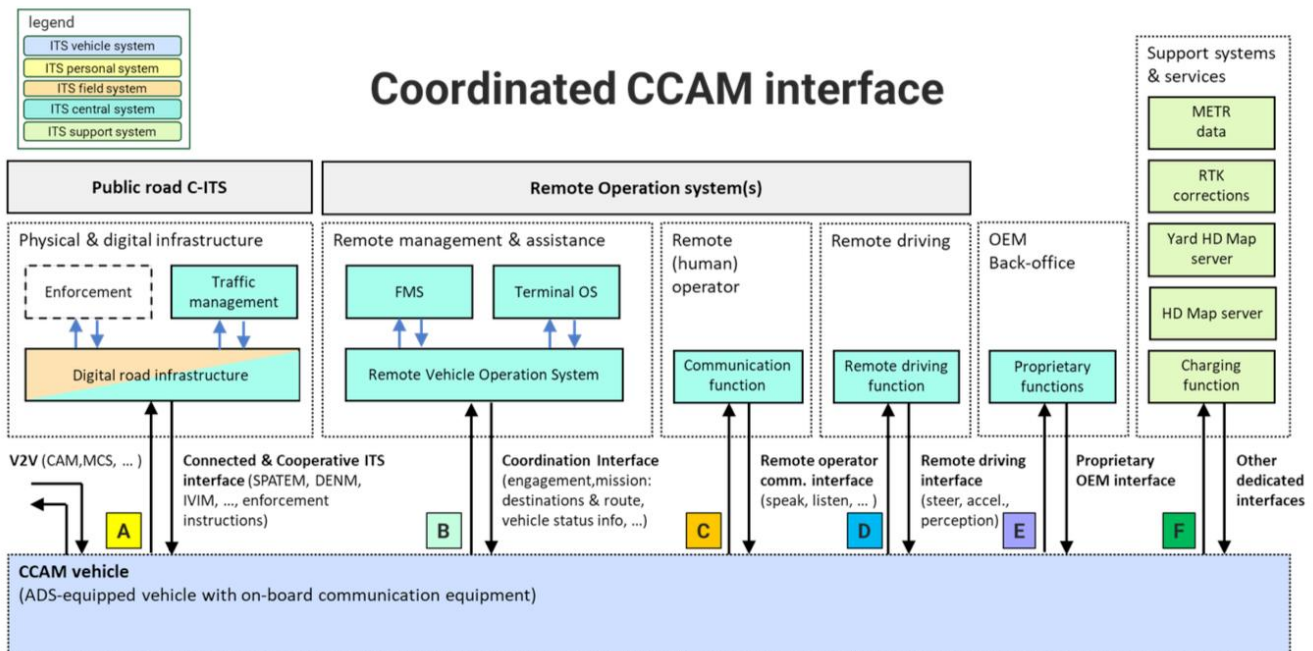 legend
ITS vehicle system
ITS personal system
ITS field system
ITS central system
ITS support system
Coordinated CCAM interface
Support systems
& services
METR
data
RTK
corrections
Yard HD Map
server
HD Map server
Charging
function
Public road C-ITS
Remote Operation system(s)
Physical & digital infrastructure
Enforcement
Traffic
management
Digital road infrastructure
Remote management & assistance
FMS
Terminal OS
Remote Vehicle Operation System
Remote
(human)
operator
Communication
function
Remote driving
Remote driving
function
OEM
Back-office
Proprietary
functions
V2V (CAM,MCS, ... )
A
Connected & Cooperative ITS
interface (SPATEM, DENM,
IVIM, ..., enforcement
instructions)
B
Coordination Interface
(engagement,mission:
destinations & route,
vehicle status info, ...)
C
Remote operator
comm. interface
(speak, listen, ... )
D
Remote driving
interface
(steer, accel.,
perception)
E
Proprietary
OEM interface
F
Other
dedicated
interfaces
CCAM vehicle
(ADS-equipped vehicle with on-board communication equipment)